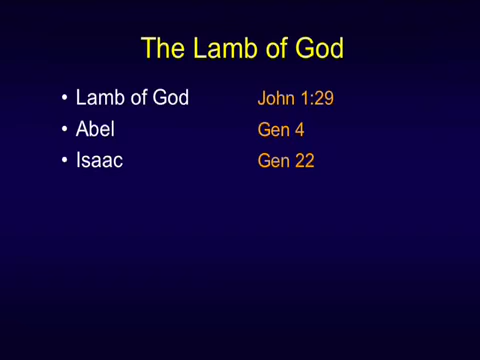 The Lamb of God
• Lamb of God John 1:29
• Abel Gen 4
• Isaac Gen 22